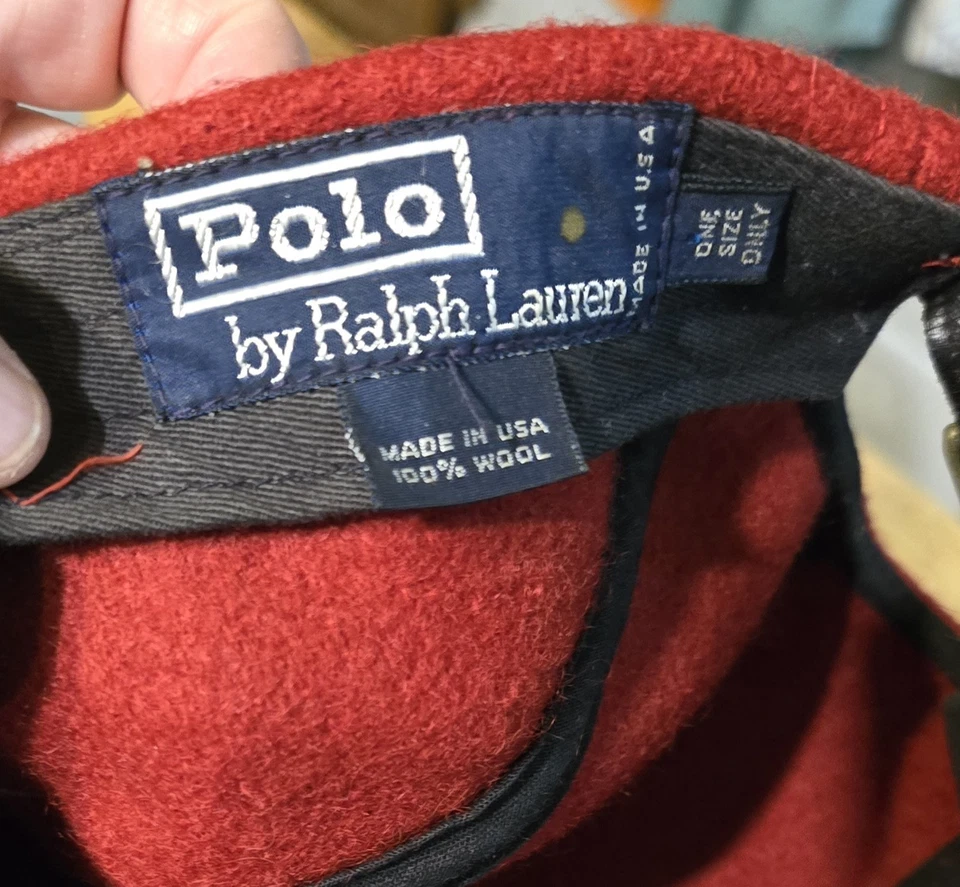 Polo
by Ralph Lauren
MADE IN U.S.A
ONE
SIZE
ONLY
MADE IN USA
100% WOOL